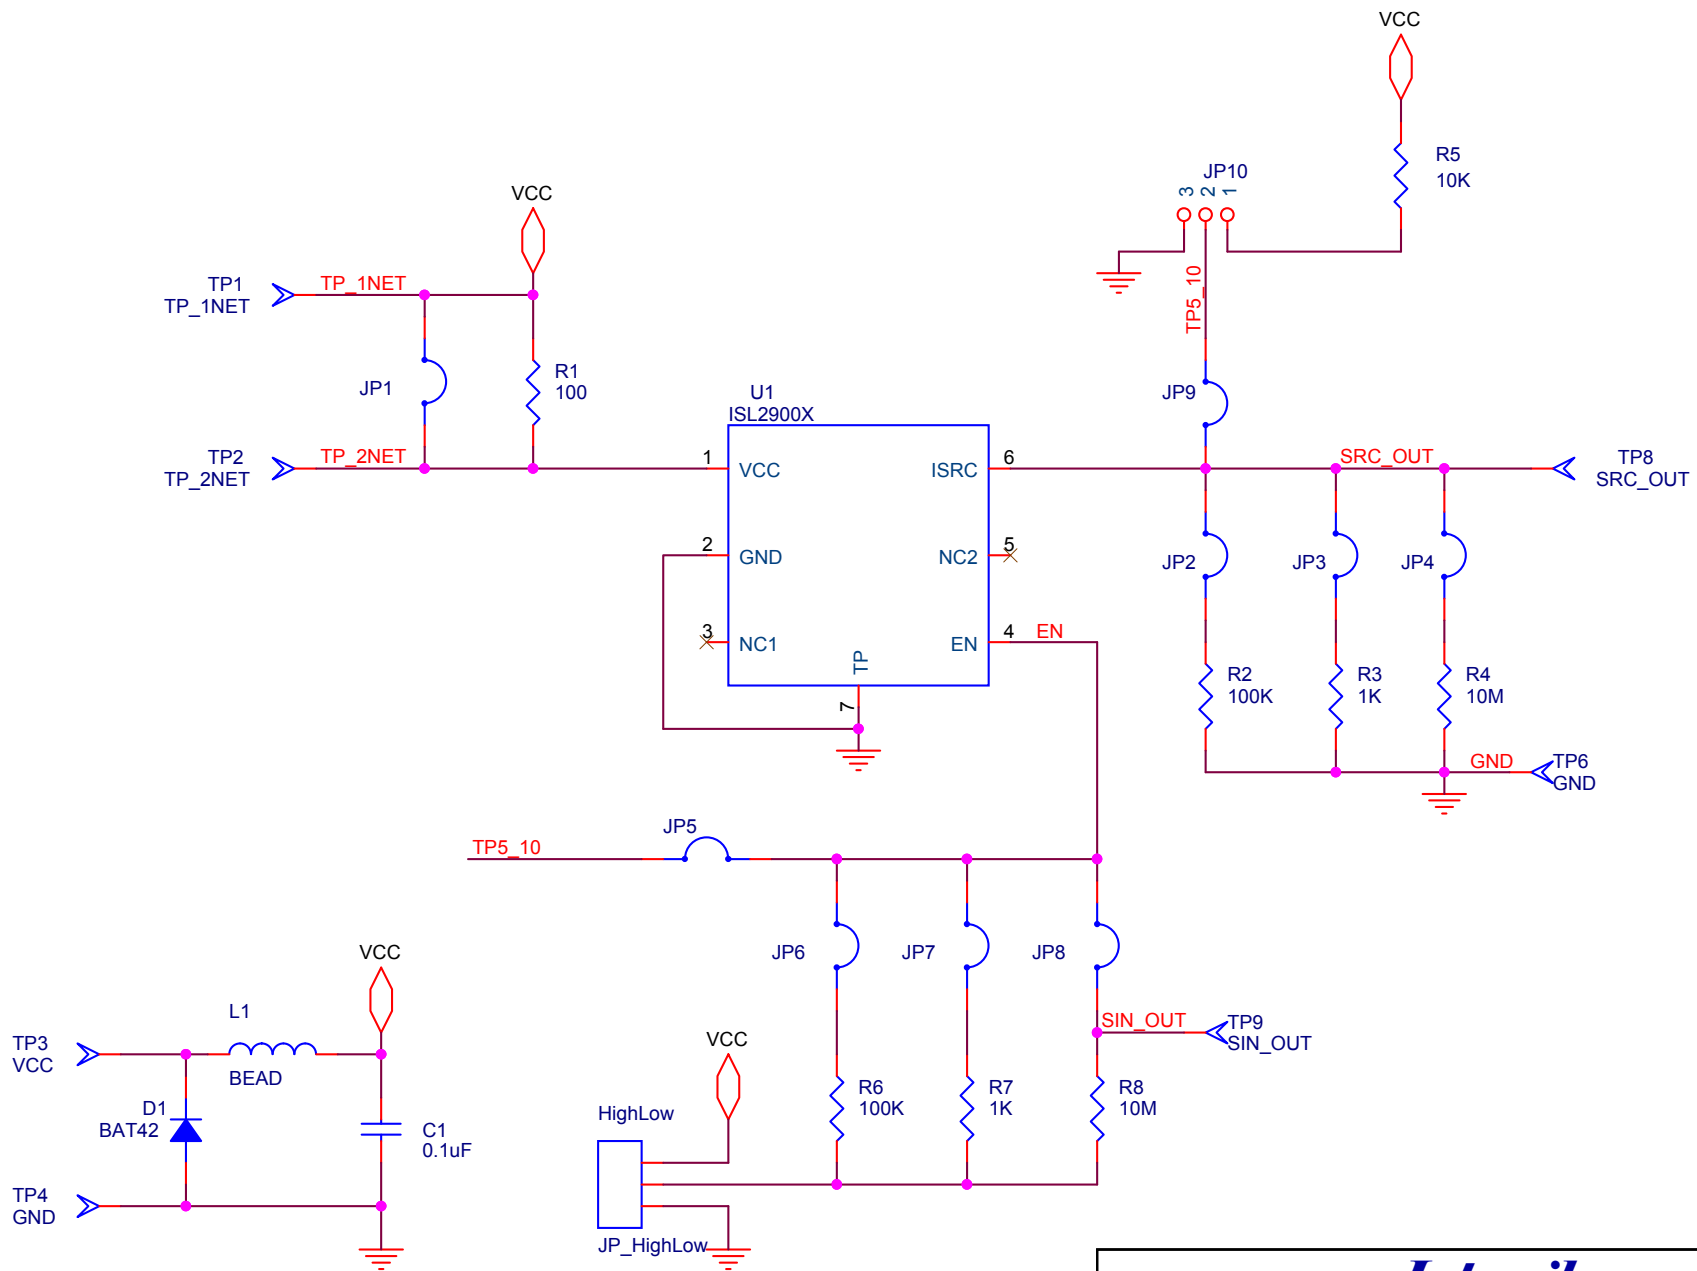 VCC
R5
10K
JP10
3
2
1
VCC
TP5_10
TP1
TP_1NET
TP_1NET
JP1
R1
100
TP2
TP_2NET
TP_2NET
U1
ISL2900X
JP9
1
VCC
ISRC
6
SRC_OUT
TP8
SRC_OUT
2
GND
NC2
5
3
NC1
EN
4
EN
TP
7
JP2
JP3
JP4
R2
100K
R3
1K
R4
10M
GND
TP6
GND
TP5_10
JP5
JP6
JP7
JP8
SIN_OUT
TP9
SIN_OUT
VCC
L1
BEAD
TP3
VCC
D1
BAT42
C1
0.1uF
TP4
GND
VCC
HighLow
JP_HighLow
R6
100K
R7
1K
R8
10M